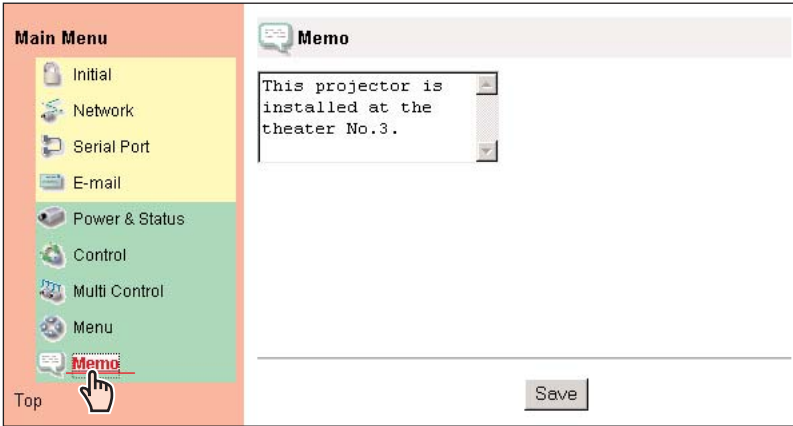 Main Menu
Initial
Network
Serial Port
E-mail
Power & Status
Control
Multi Control
Menu
Memo
Top
Memo
This projector is
installed at the
theater No.3.
Save